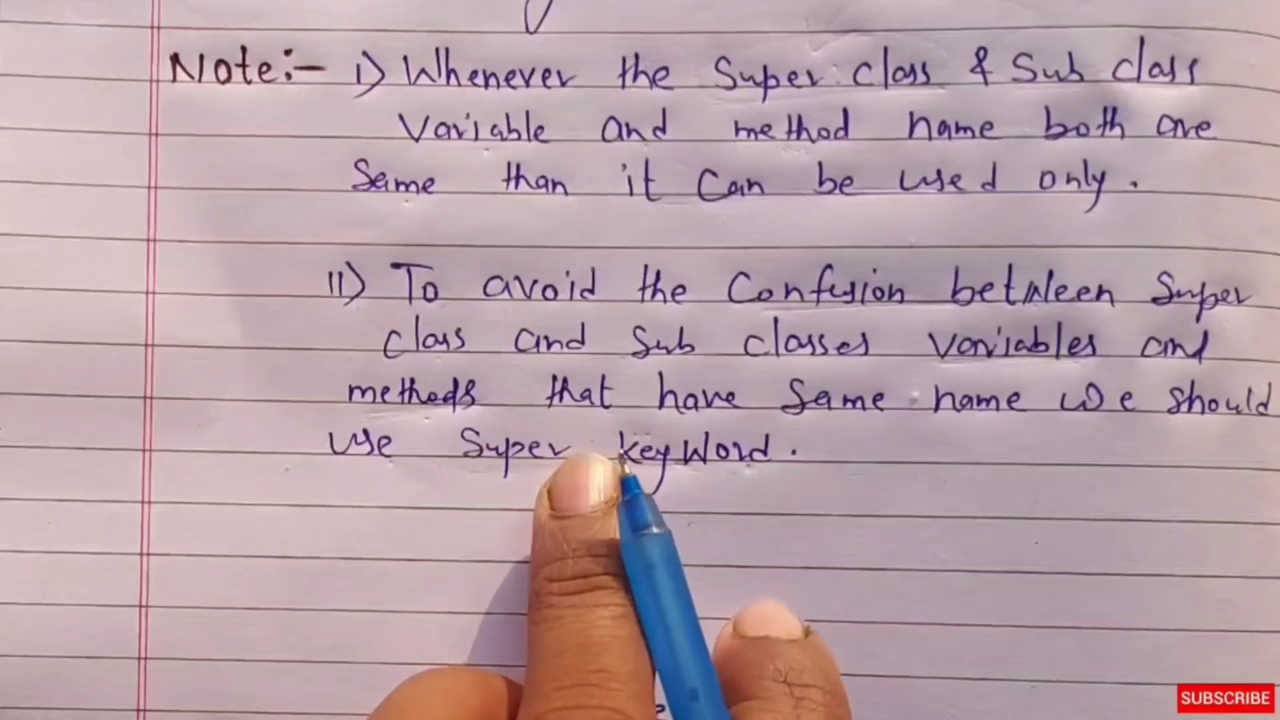 Note:- i) Whenever the Super class & Sub class
Variable and method name both are
Same than it Can be used only.
ii) To avoid the Confusion between Super
class and Sub classes variables and
methods that have Same name we should
use Super keyword.
SUBSCRIBE